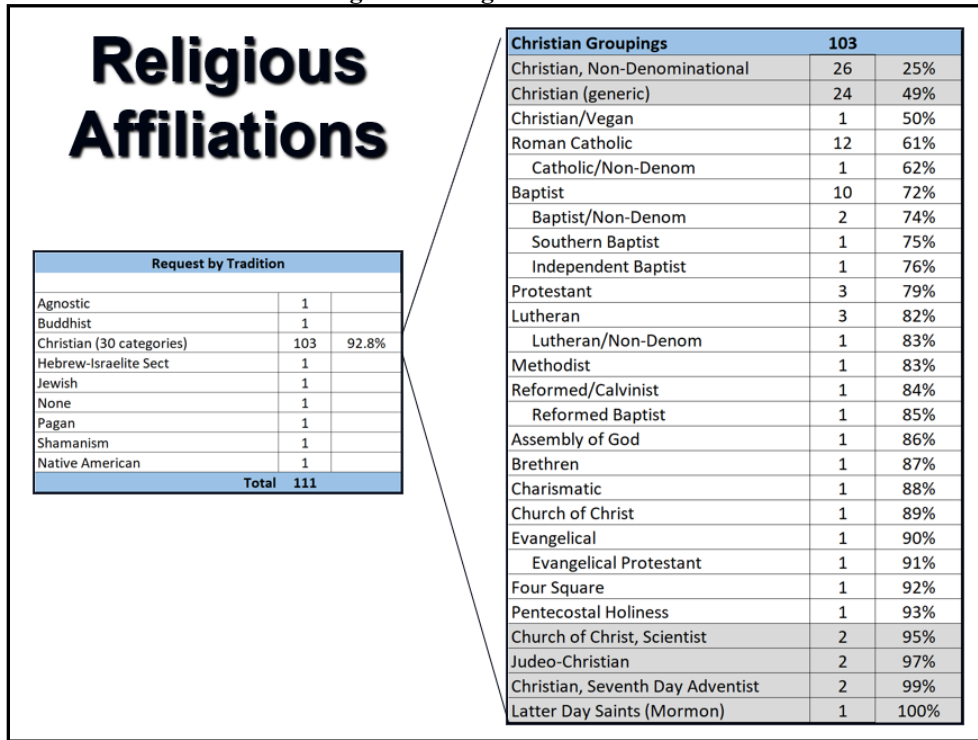 Religious
Affiliations
Request by Tradition
Agnostic 1
Buddhist 1
Christian (30 categories) 103 92.8%
Hebrew-Israelite Sect 1
Jewish 1
None 1
Pagan 1
Shamanism 1
Native American 1
Total 111
Christian Groupings 103
Christian, Non-Denominational 26 25%
Christian (generic) 24 49%
Christian/Vegan 1 50%
Roman Catholic 12 61%
Catholic/Non-Denom 1 62%
Baptist 10 72%
Baptist/Non-Denom 2 74%
Southern Baptist 1 75%
Independent Baptist 1 76%
Protestant 3 79%
Lutheran 3 82%
Lutheran/Non-Denom 1 83%
Methodist 1 83%
Reformed/Calvinist 1 84%
Reformed Baptist 1 85%
Assembly of God 1 86%
Brethren 1 87%
Charismatic 1 88%
Church of Christ 1 89%
Evangelical 1 90%
Evangelical Protestant 1 91%
Four Square 1 92%
Pentecostal Holiness 1 93%
Church of Christ, Scientist 2 95%
Judeo-Christian 2 97%
Christian, Seventh Day Adventist 2 99%
Latter Day Saints (Mormon) 1 100%